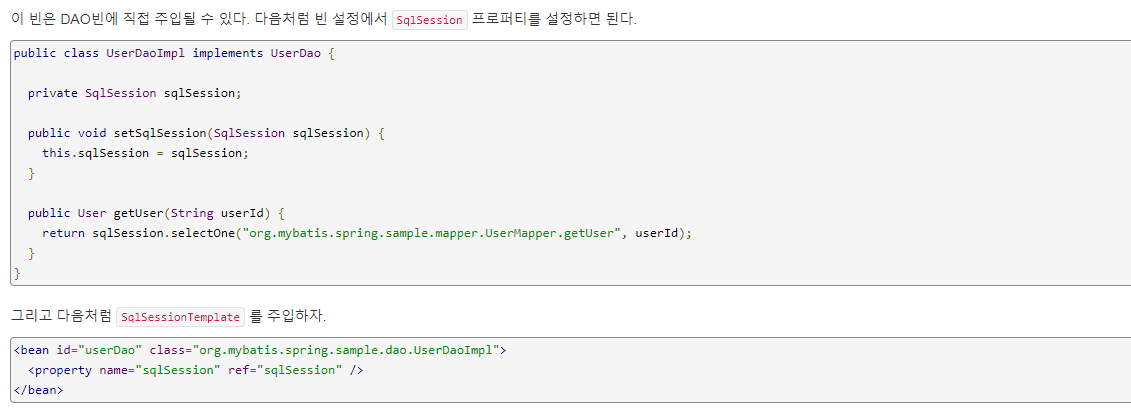 이 빈은 DAO빈에 직접 주입될 수 있다. 다음처럼 빈 설정에서 SqlSession 프로퍼티를 설정하면 된다.
public class UserDaoImpl implements UserDao {
  private SqlSession sqlSession;
  public void setSqlSession(SqlSession sqlSession) {
    this.sqlSession = sqlSession;
  }
  public User getUser(String userId) {
    return sqlSession.selectOne("org.mybatis.spring.sample.mapper.UserMapper.getUser", userId);
  }
}
그리고 다음처럼 SqlSessionTemplate 를 주입하자.
<bean id="userDao" class="org.mybatis.spring.sample.dao.UserDaoImpl">
  <property name="sqlSession" ref="sqlSession" />
</bean>